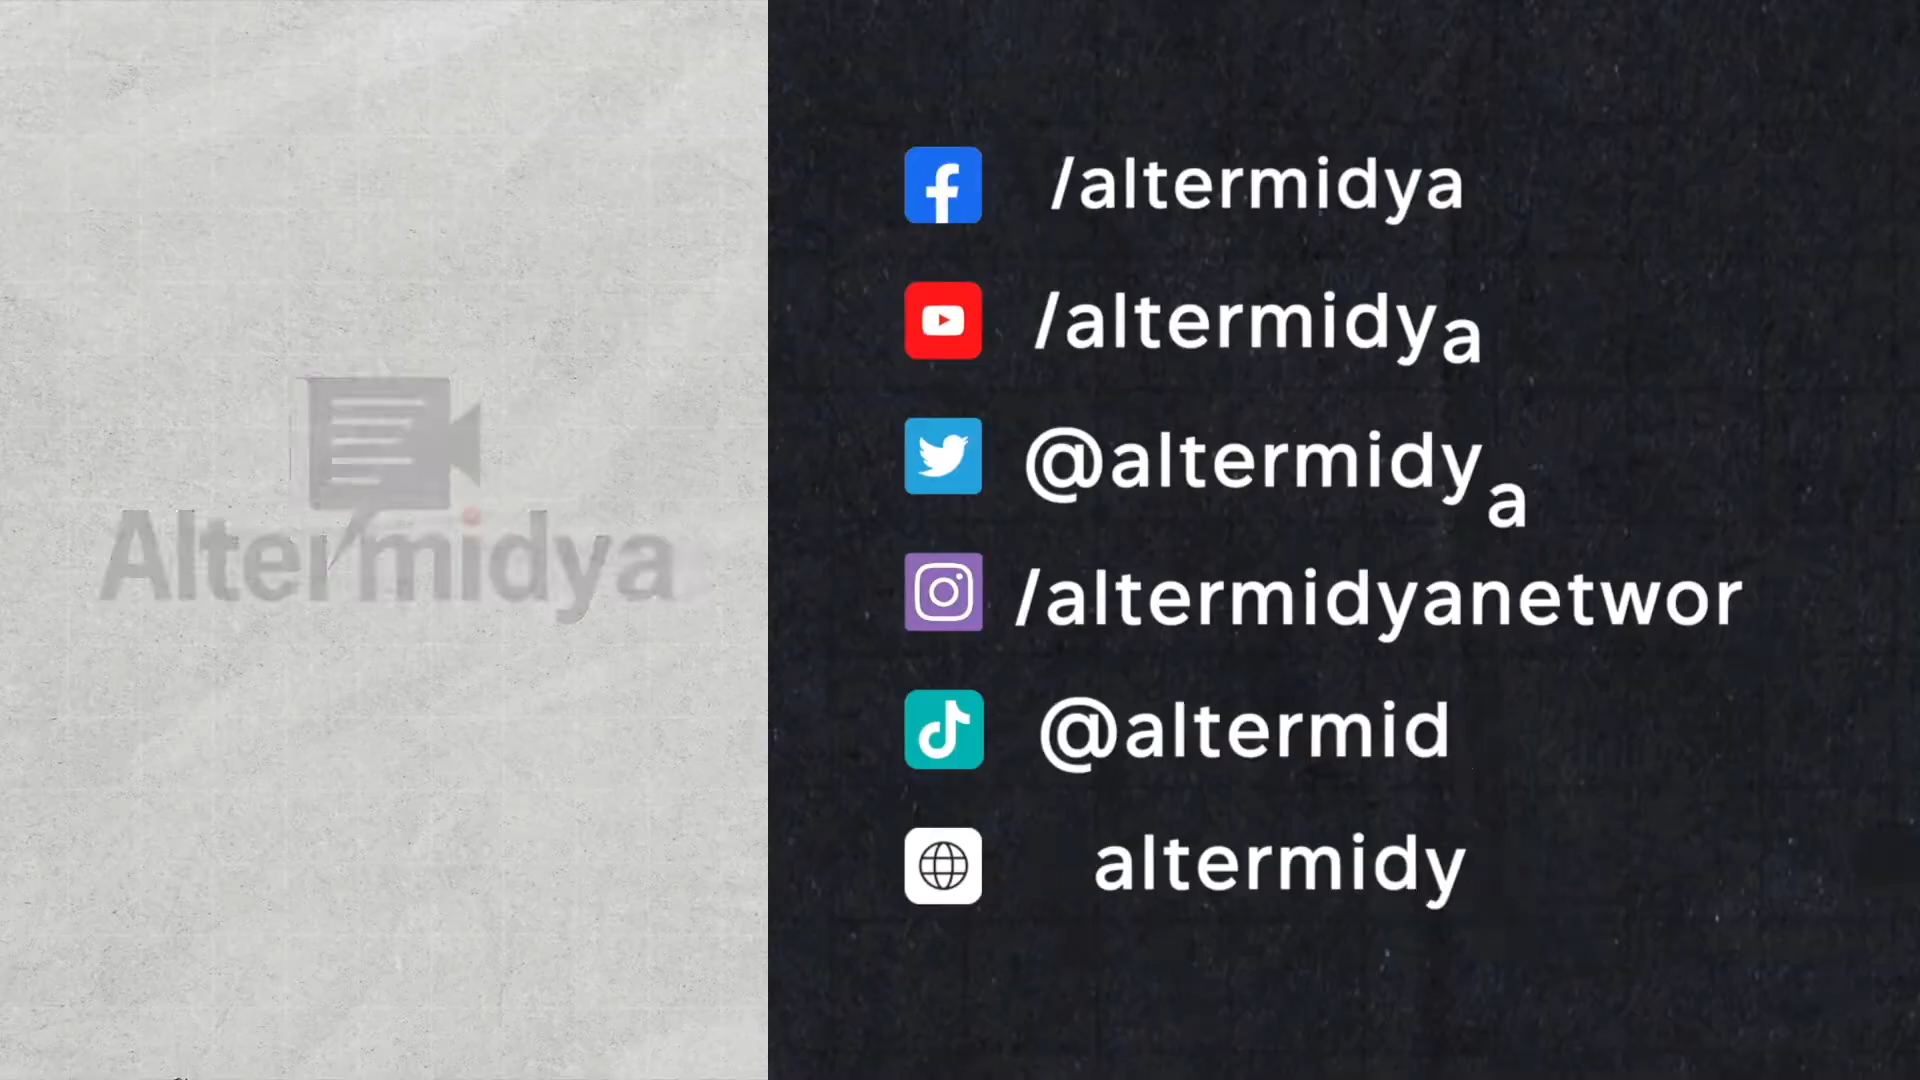 Altermidya
/altermidya
/altermidya
@altermidya
/altermidyanetwor
@altermid
altermidy